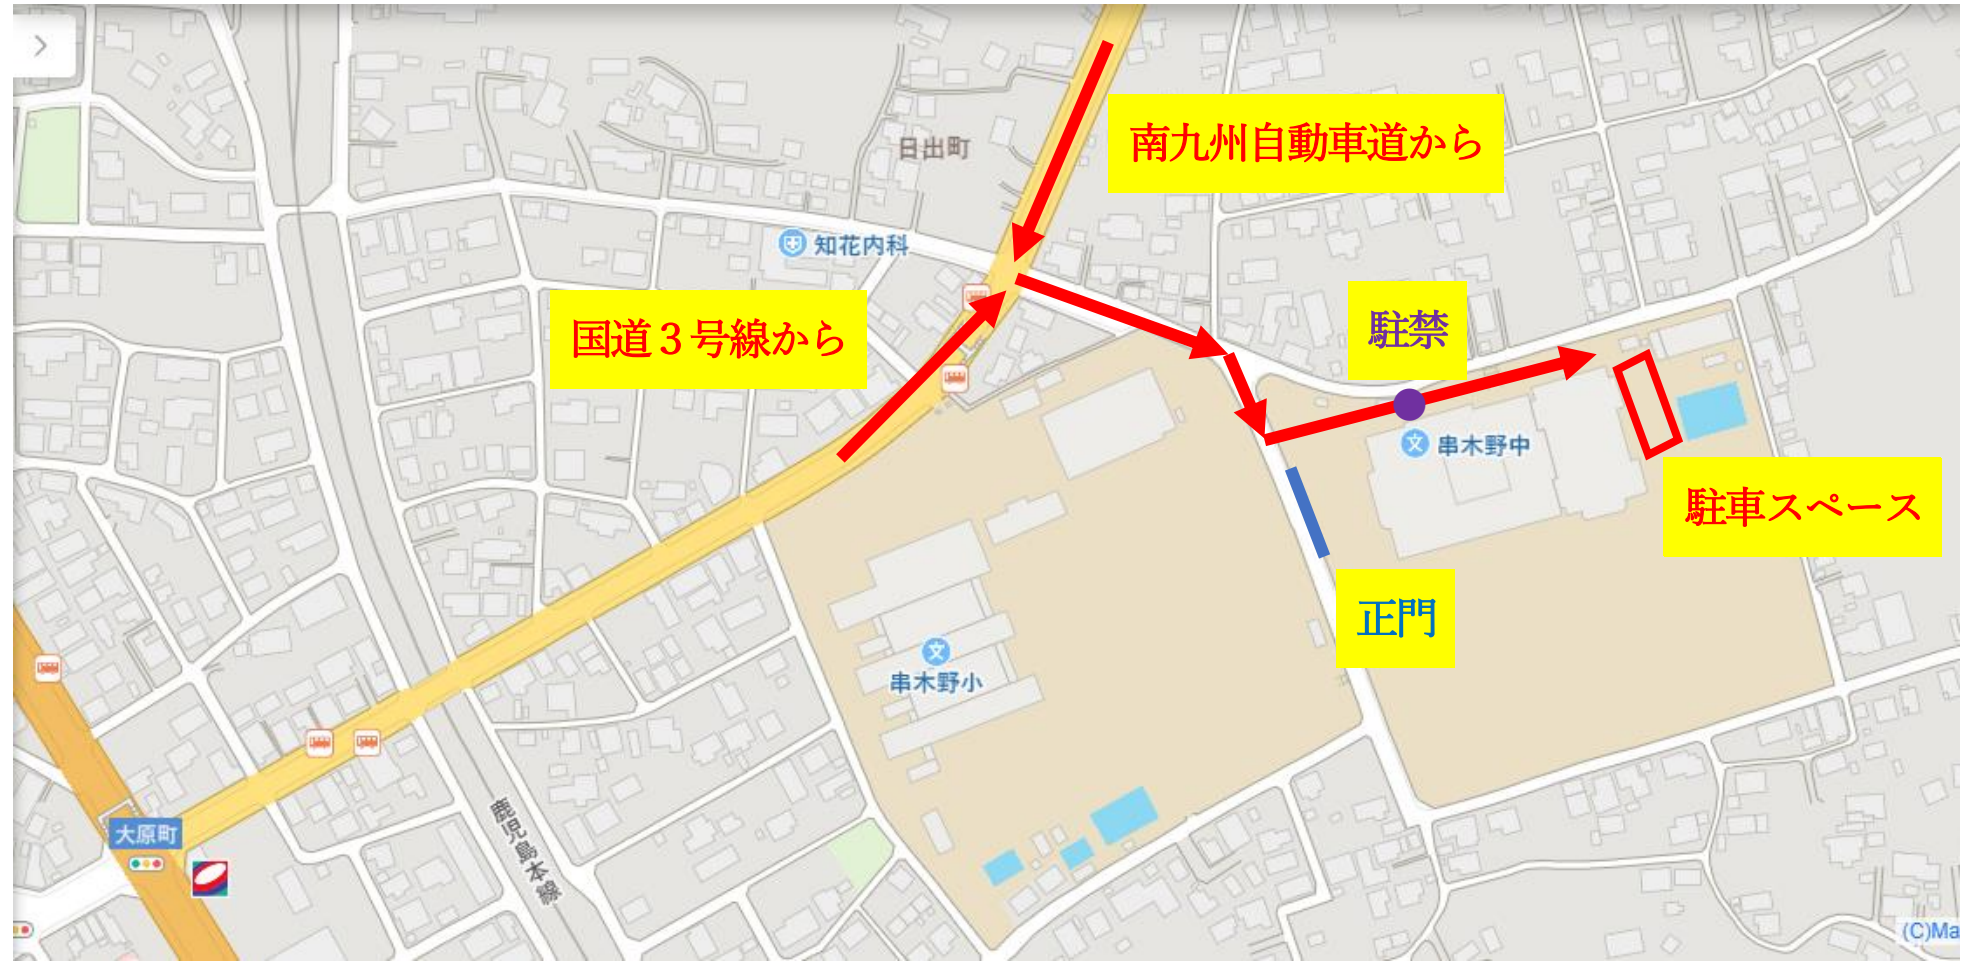 南九州自動車道から
日出町
知花内科
国道３号線から
駐禁
文 串木野中
駐車スペース
正門
文
串木野小
大原町
鹿児島本線
(C)Ma